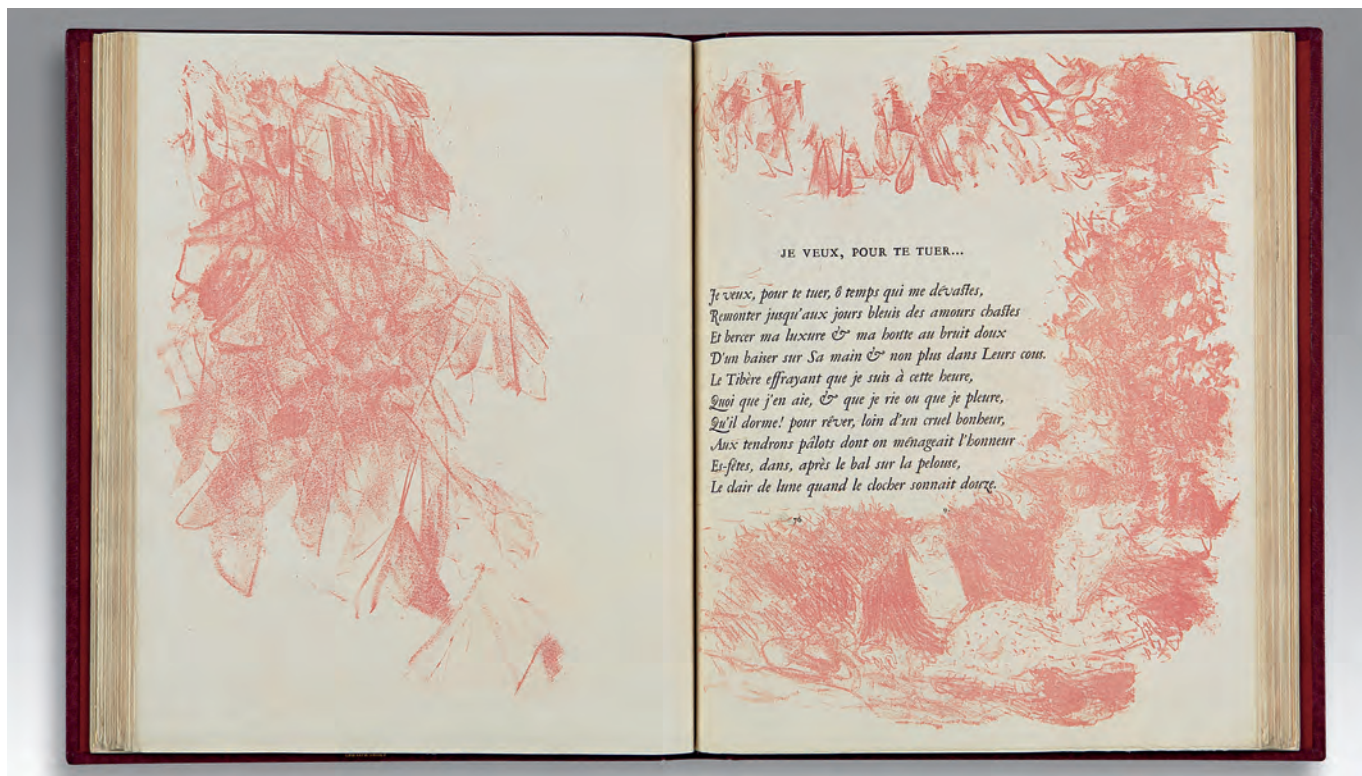 JE VEUX, POUR TE TUER...
Je veux, pour te tuer, ô temps qui me dévastes,
Remonter jusqu'aux jours bleuis des amours chastes
Et bercer ma luxure & ma honte au bruit doux
D'un baiser sur Sa main & non plus dans Leurs cous.
Le Tibère effrayant que je suis à cette heure,
Quoi que j'en aie, & que je rie ou que je pleure,
Qu'il dorme! pour rêver, loin d'un cruel bonheur,
Aux tendrons pâlots dont on ménageait l'honneur
Es-fêtes, dans, après le bal sur la pelouse,
Le clair de lune quand le clocher sonnait douze.
76